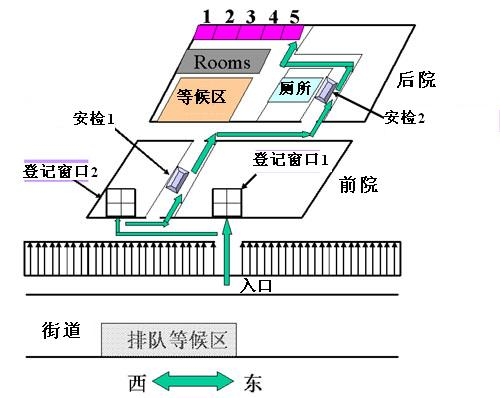 1 2 3 4 5
Rooms
等候区
厕所
后院
安检1
安检2
登记窗口2
登记窗口1
前院
入口
街道
排队等候区
西
东